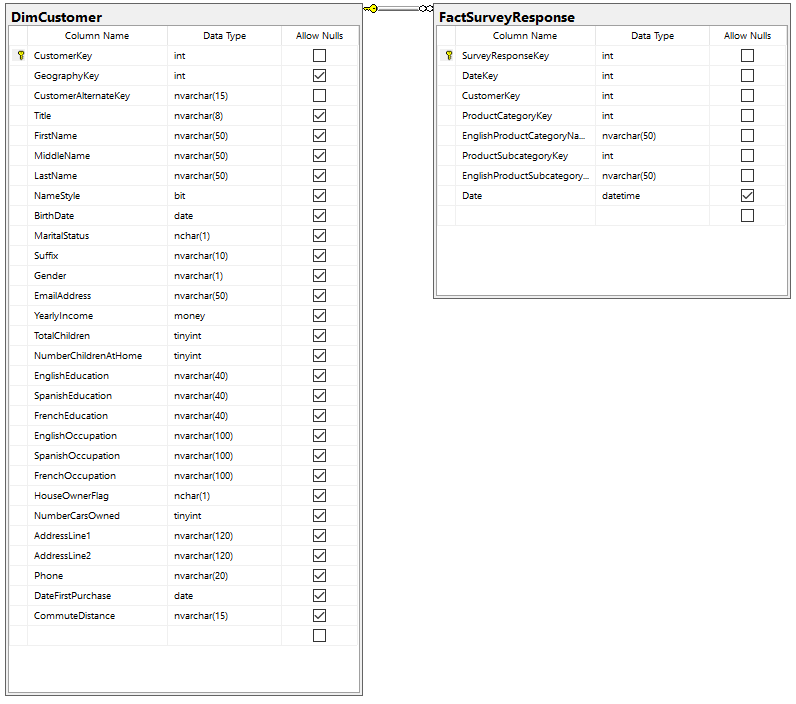 DimCustomer
Column Name Data Type Allow Nulls
CustomerKey int
GeographyKey int
CustomerAlternateKey nvarchar(15)
Title nvarchar(8)
FirstName nvarchar(50)
MiddleName nvarchar(50)
LastName nvarchar(50)
NameStyle bit
BirthDate date
MaritalStatus nchar(1)
Suffix nvarchar(10)
Gender nvarchar(1)
EmailAddress nvarchar(50)
YearlyIncome money
TotalChildren tinyint
NumberChildrenAtHome tinyint
EnglishEducation nvarchar(40)
SpanishEducation nvarchar(40)
FrenchEducation nvarchar(40)
EnglishOccupation nvarchar(100)
SpanishOccupation nvarchar(100)
FrenchOccupation nvarchar(100)
HouseOwnerFlag nchar(1)
NumberCarsOwned tinyint
AddressLine1 nvarchar(120)
AddressLine2 nvarchar(120)
Phone nvarchar(20)
DateFirstPurchase date
CommuteDistance nvarchar(15)
FactSurveyResponse
Column Name Data Type Allow Nulls
SurveyResponseKey int
DateKey int
CustomerKey int
ProductCategoryKey int
EnglishProductCategoryNa... nvarchar(50)
ProductSubcategoryKey int
EnglishProductSubcategory... nvarchar(50)
Date datetime